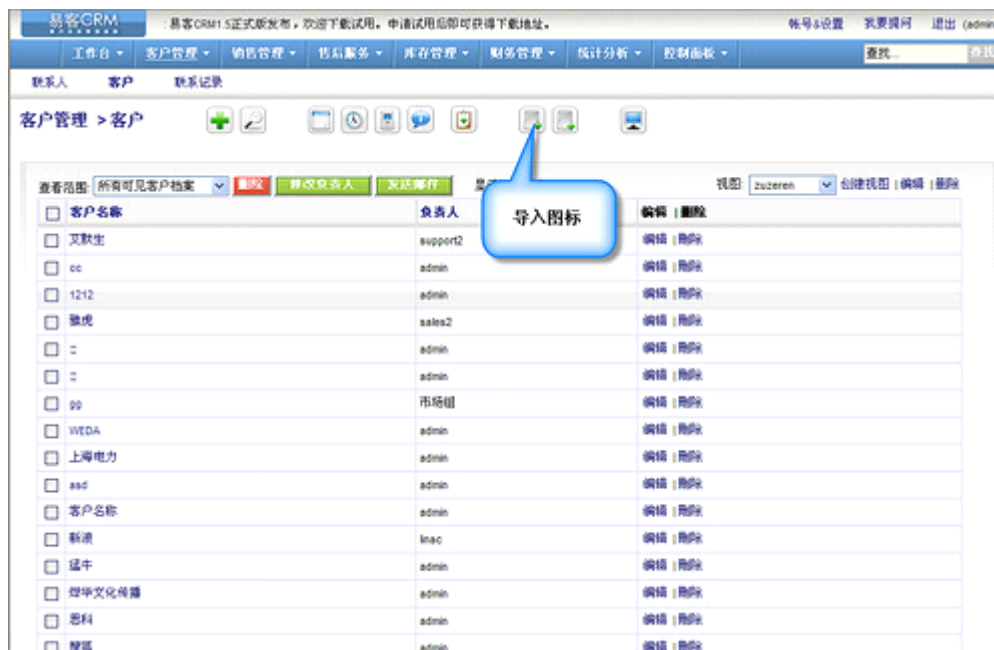 易客CRM :易客CRM1.5正式版发布，欢迎下载试用。申请试用后即可获得下载地址。 帐号&设置 我要提问 退出 (admin
工作台 客户管理 销售管理 售后服务 库存管理 财务管理 统计分析 控制面板 查找... 查找
联系人 客户 联系记录
客户管理 > 客户
查看范围: 所有可见客户档案 删除 修改负责人 发送邮件 视图: zuzeren 创建视图 | 编辑 | 删除
导入图标
客户名称 负责人 编辑 | 删除
艾默生 support2 编辑 | 删除
cc admin 编辑 | 删除
1212 admin 编辑 | 删除
雅虎 sales2 编辑 | 删除
admin 编辑 | 删除
admin 编辑 | 删除
gg 市场组 编辑 | 删除
WEDA admin 编辑 | 删除
上海电力 admin 编辑 | 删除
asd admin 编辑 | 删除
客户名称 admin 编辑 | 删除
新浪 linac 编辑 | 删除
猛牛 admin 编辑 | 删除
烨华文化传播 admin 编辑 | 删除
思科 admin 编辑 | 删除
搜狐 admin 编辑 | 删除